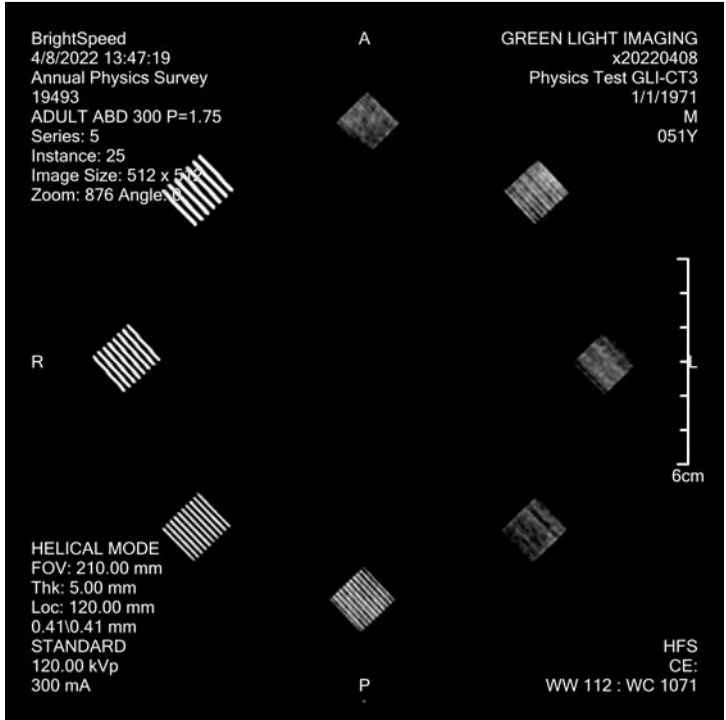 BrightSpeed
4/8/2022 13:47:19
Annual Physics Survey
19493
ADULT ABD 300 P=1.75
Series: 5
Instance: 25
Image Size: 512 x 512
Zoom: 876 Angle: 0
A
GREEN LIGHT IMAGING
x20220408
Physics Test GLI-CT3
1/1/1971
M
051Y
R
L
6cm
HELICAL MODE
FOV: 210.00 mm
Thk: 5.00 mm
Loc: 120.00 mm
0.41\0.41 mm
STANDARD
120.00 kVp
300 mA
P
HFS
CE:
WW 112 : WC 1071